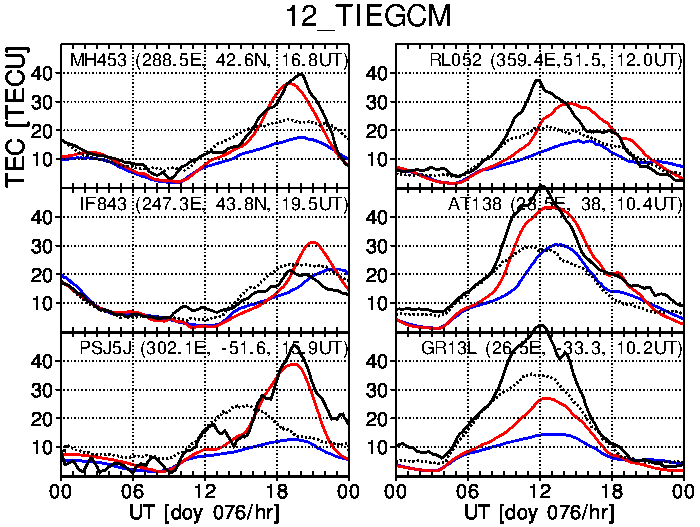 12_TIEGCM
TEC [TECU]
MH453 (288.5E, 42.6N, 16.8UT)
40
30
20
10
RL052 (359.4E,51.5, 12.0UT)
40
30
20
10
IF843 (247.3E, 43.8N, 19.5UT)
40
30
20
10
AT138 (23.5E, 38, 10.4UT)
40
30
20
10
PSJ5J (302.1E, -51.6, .9UT)
40
30
20
10
GR13L (26.5E, -33.3, 10.2UT)
40
30
20
10
00 06 12 18 00
00 06 12 18 00
UT [doy 076/hr]
UT [doy 076/hr]